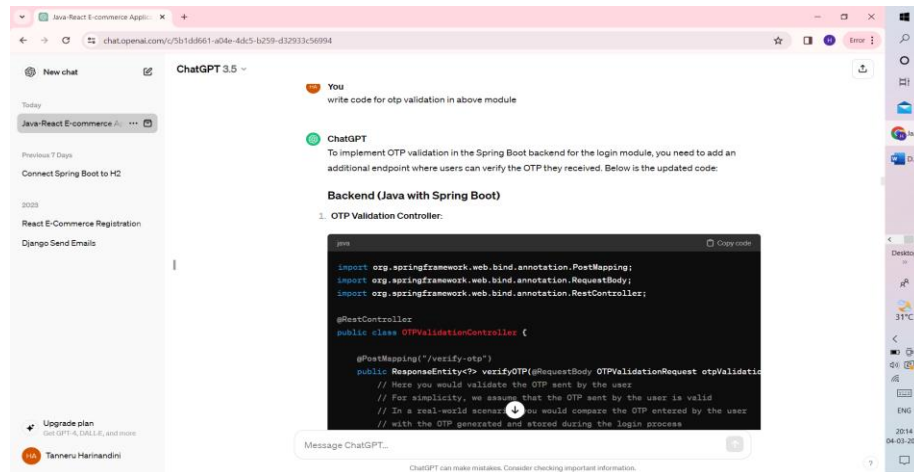 Java-React E-commerce Applic
chat.openai.com/c/5b1dd661-a04e-4dc5-b259-d32933c56994
Error
New chat
Today
Java-React E-commerce Ap
Previous 7 Days
Connect Spring Boot to H2
2023
React E-Commerce Registration
Django Send Emails
Upgrade plan
Get GPT-4, DALL·E, and more
HA
Tanneru Harinandini
ChatGPT 3.5
You
write code for otp validation in above module
ChatGPT
To implement OTP validation in the Spring Boot backend for the login module, you need to add an
additional endpoint where users can verify the OTP they received. Below is the updated code:
Backend (Java with Spring Boot)
1. OTP Validation Controller:
java
Copy code
import org.springframework.web.bind.annotation.PostMapping;
import org.springframework.web.bind.annotation.RequestBody;
import org.springframework.web.bind.annotation.RestController;
@RestController
public class OTPValidationController {
@PostMapping("/verify-otp")
public ResponseEntity<?> verifyOTP(@RequestBody OTPValidationRequest otpValidatio
// Here you would validate the OTP sent by the user
// For simplicity, we assume that the OTP sent by the user is valid
// In a real-world scenar you would compare the OTP entered by the user
// with the OTP generated and stored during the login process
Message ChatGPT...
ChatGPT can make mistakes. Consider checking important information.
?
Desktop
31°C
ENG
20:14
04-03-20